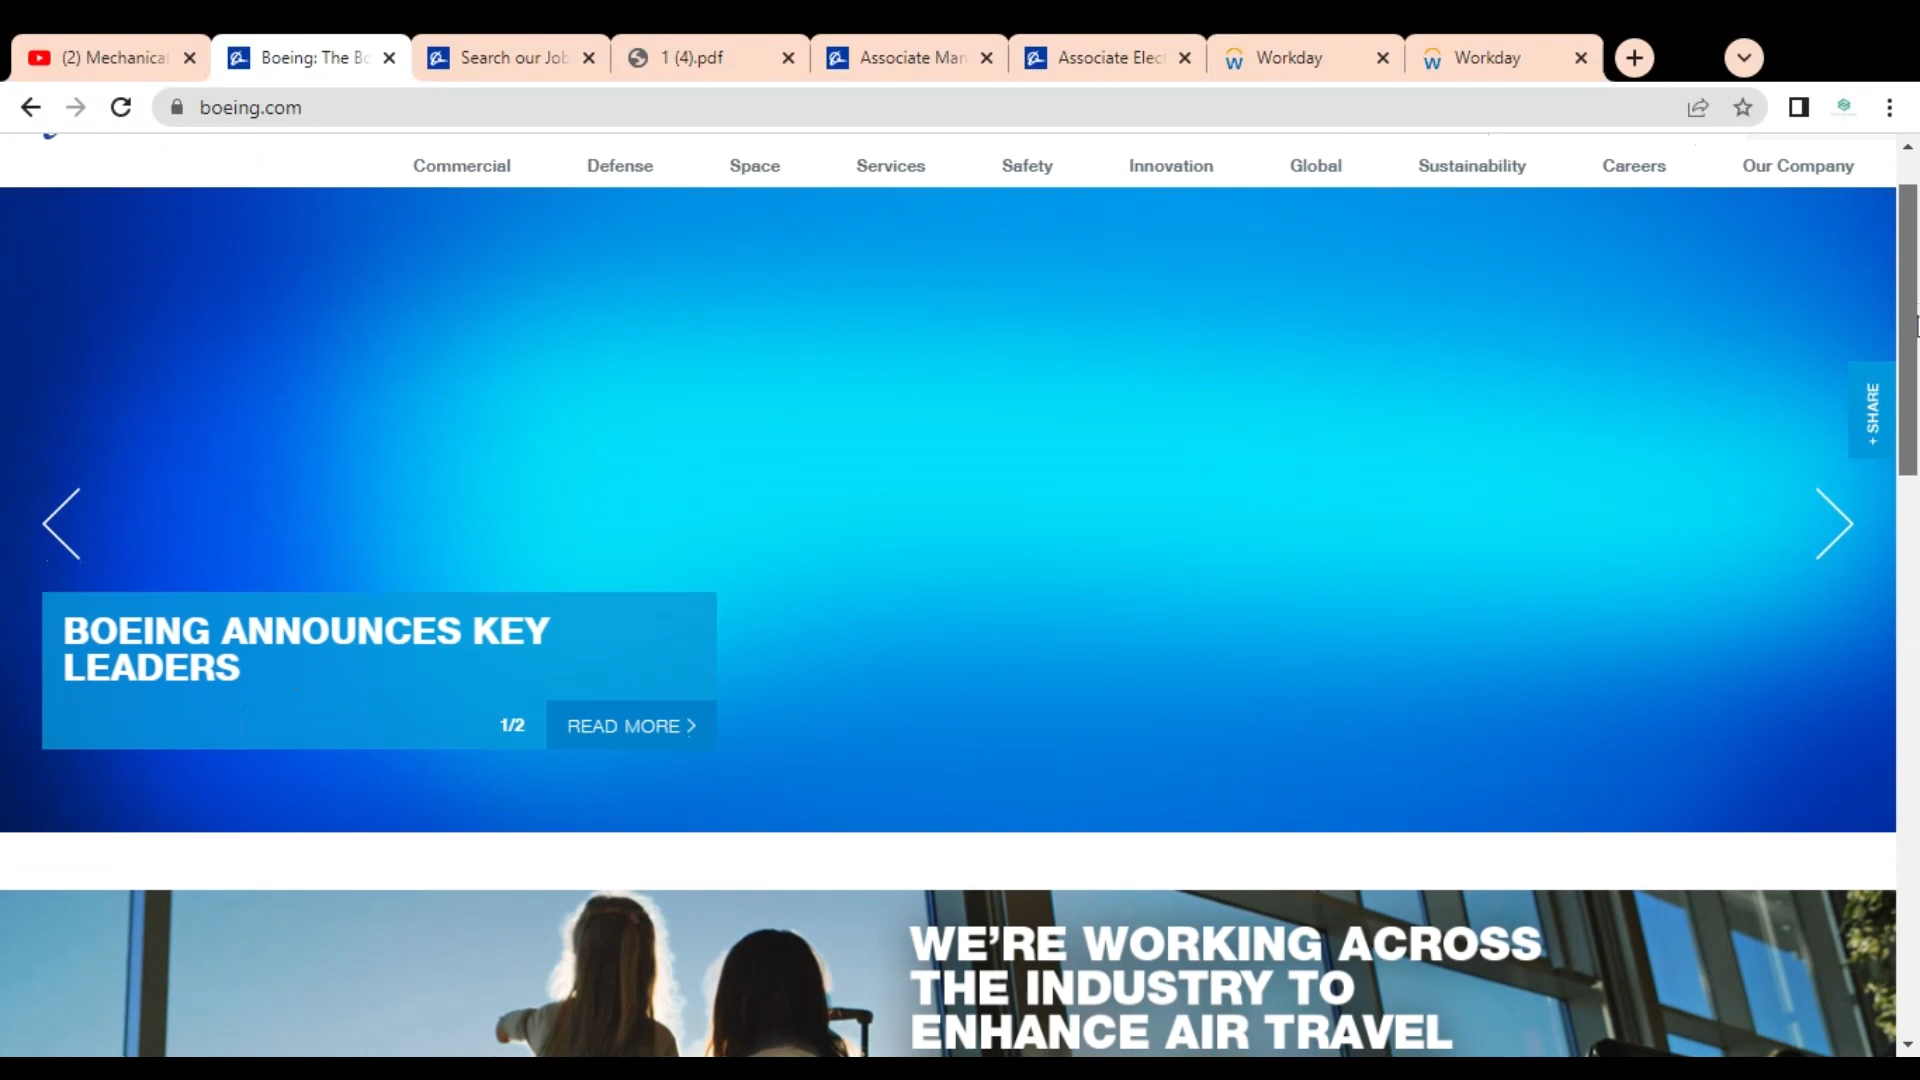 (2) Mechanical
Boeing: The Bo
Search our Job
1 (4).pdf
Associate Man
Associate Elec
Workday
Workday
boeing.com
Commercial
Defense
Space
Services
Safety
Innovation
Global
Sustainability
Careers
Our Company
+ SHARE
BOEING ANNOUNCES KEY
LEADERS
1/2
READ MORE >
WE'RE WORKING ACROSS
THE INDUSTRY TO
ENHANCE AIR TRAVEL